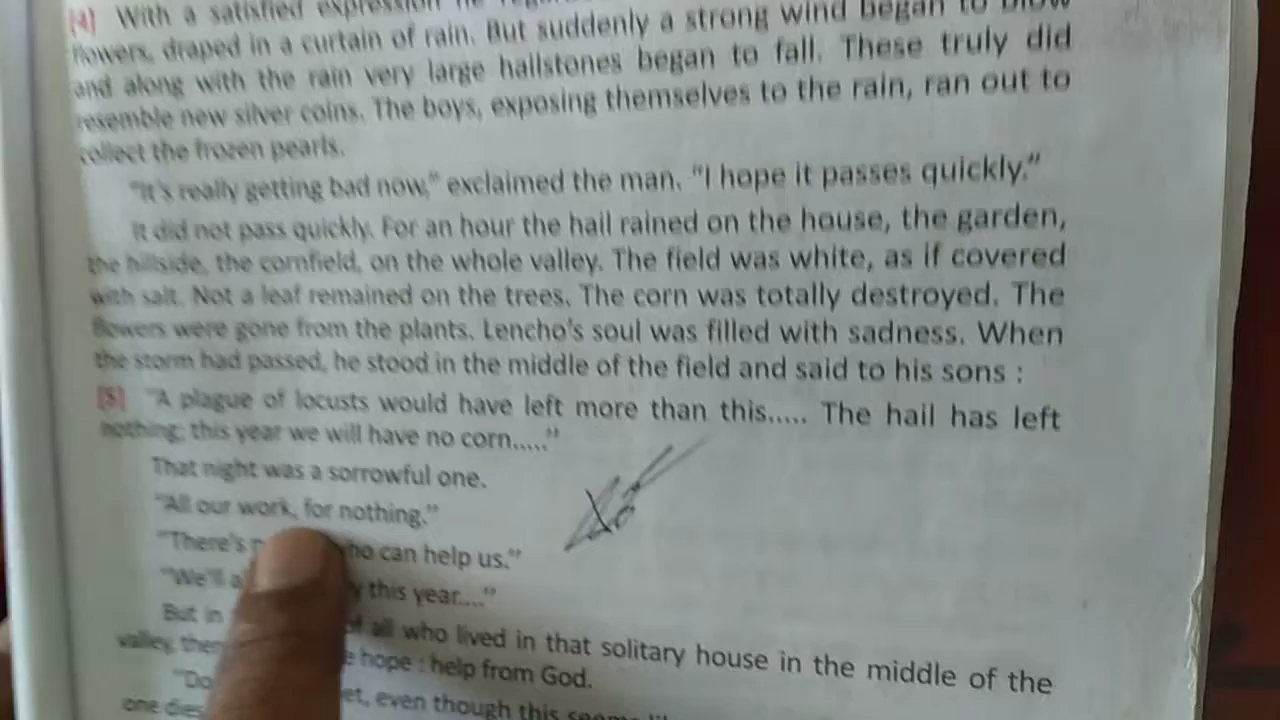 [4] With a satisfied expression he
flowers, draped in a curtain of rain. But suddenly a strong wind began to blow
and along with the rain very large hailstones began to fall. These truly did
resemble new silver coins. The boys, exposing themselves to the rain, ran out to
collect the frozen pearls.
"It's really getting bad now," exclaimed the man. "I hope it passes quickly."
It did not pass quickly. For an hour the hail rained on the house, the garden,
the hillside, the cornfield, on the whole valley. The field was white, as if covered
with salt. Not a leaf remained on the trees. The corn was totally destroyed. The
flowers were gone from the plants. Lencho's soul was filled with sadness. When
the storm had passed, he stood in the middle of the field and said to his sons :
[5] "A plague of locusts would have left more than this..... The hail has left
nothing; this year we will have no corn....."
That night was a sorrowful one.
"All our work, for nothing."
"There's who can help us."
"We'll this year...."
But in all who lived in that solitary house in the middle of the
valley, hope : help from God.
even though this
one dies